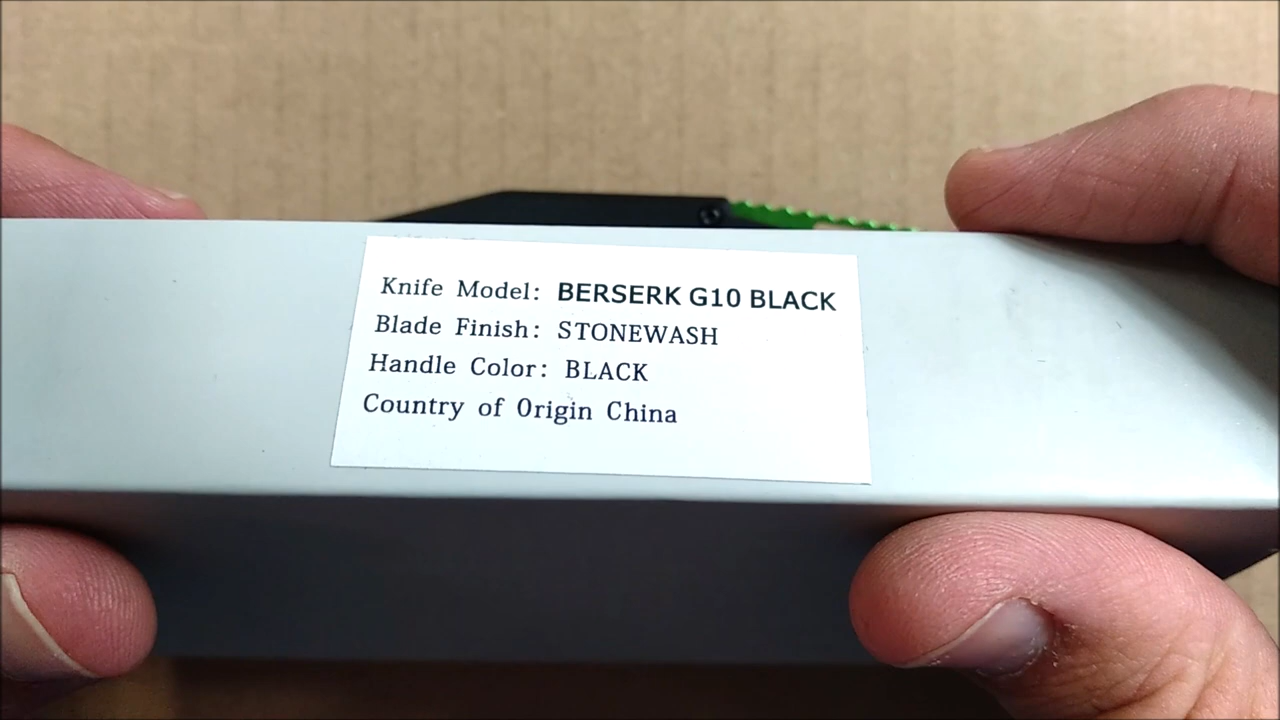 Knife Model: BERSERK G10 BLACK
Blade Finish: STONEWASH
Handle Color: BLACK
Country of Origin China